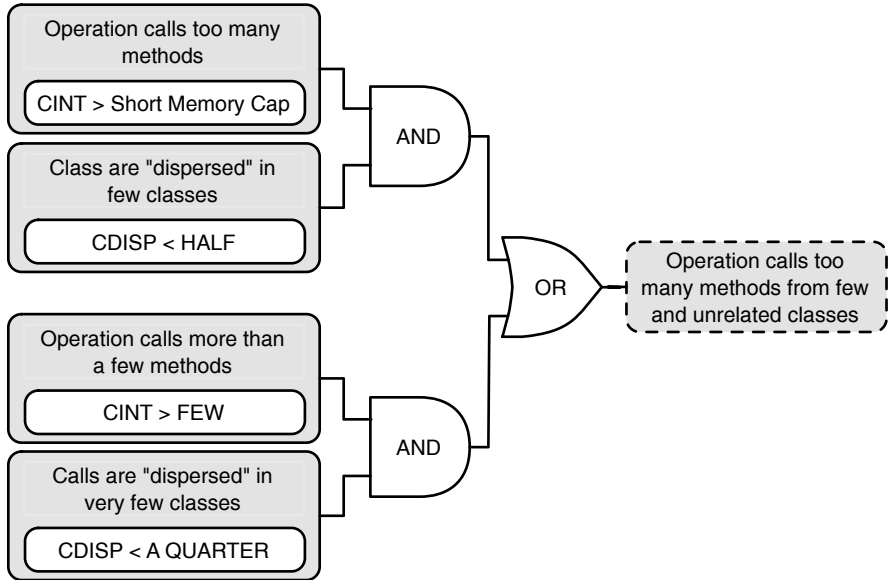 Operation calls too many
methods
CINT > Short Memory Cap
AND
Class are "dispersed" in
few classes
CDISP < HALF
OR
Operation calls too
many methods from few
and unrelated classes
Operation calls more than
a few methods
CINT > FEW
AND
Calls are "dispersed" in
very few classes
CDISP < A QUARTER